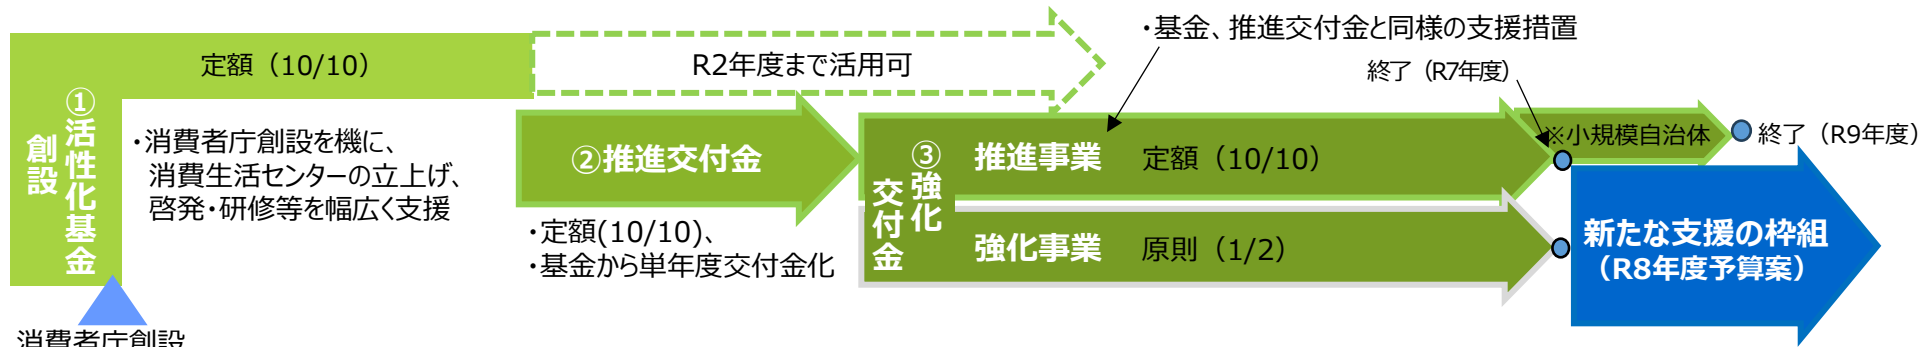 定額（10/10）
R2年度まで活用可
・基金、推進交付金と同様の支援措置
終了（R7年度）
①活性化基金
創設
・消費者庁創設を機に、
消費生活センターの立上げ、
啓発・研修等を幅広く支援
②推進交付金
・定額(10/10)、
・基金から単年度交付金化
③強化
交付金
推進事業 定額（10/10）
強化事業 原則（1/2）
※小規模自治体
終了（R9年度）
新たな支援の枠組
（R8年度予算案）
消費者庁創設